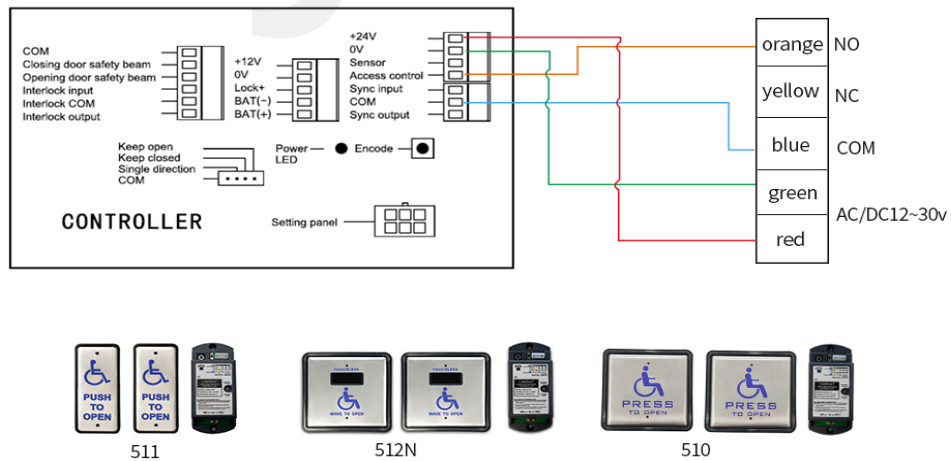 COM
Closing door safety beam
Opening door safety beam
Interlock input
Interlock COM
Interlock output
+12V
0V
Lock+
BAT(−)
BAT(+)
+24V
0V
Sensor
Access control
Sync input
COM
Sync output
Keep open
Keep closed
Single direction
COM
Power
LED
Encode
CONTROLLER
Setting panel
orange
NO
yellow
NC
blue
COM
green
AC/DC12~30v
red
PUSH
TO
OPEN
PUSH
TO
OPEN
511
TOUCHLESS
WAVE TO OPEN
TOUCHLESS
WAVE TO OPEN
512N
PRESS
TO OPEN
PRESS
TO OPEN
510